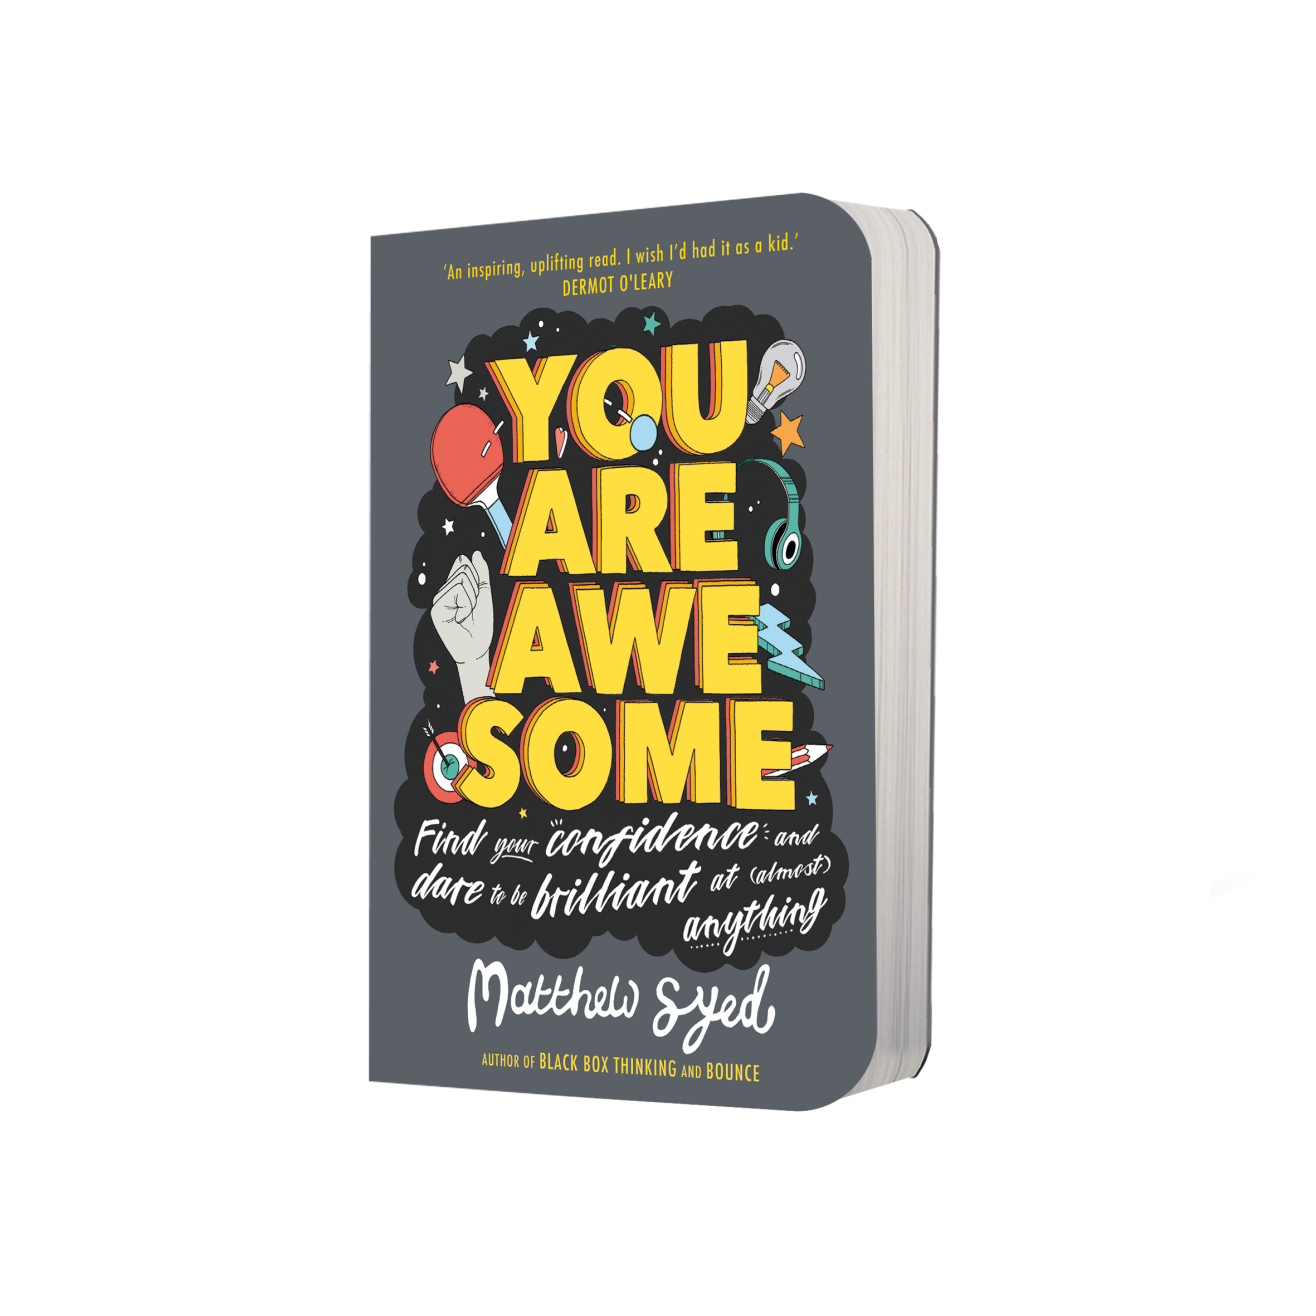 ‘An inspiring, uplifting read. I wish I’d had it as a kid.’
DERMOT O'LEARY
YOU
ARE
AWE
SOME
Find your confidence and
dare to be brilliant at (almost)
anything
Matthew Syed
AUTHOR OF BLACK BOX THINKING AND BOUNCE